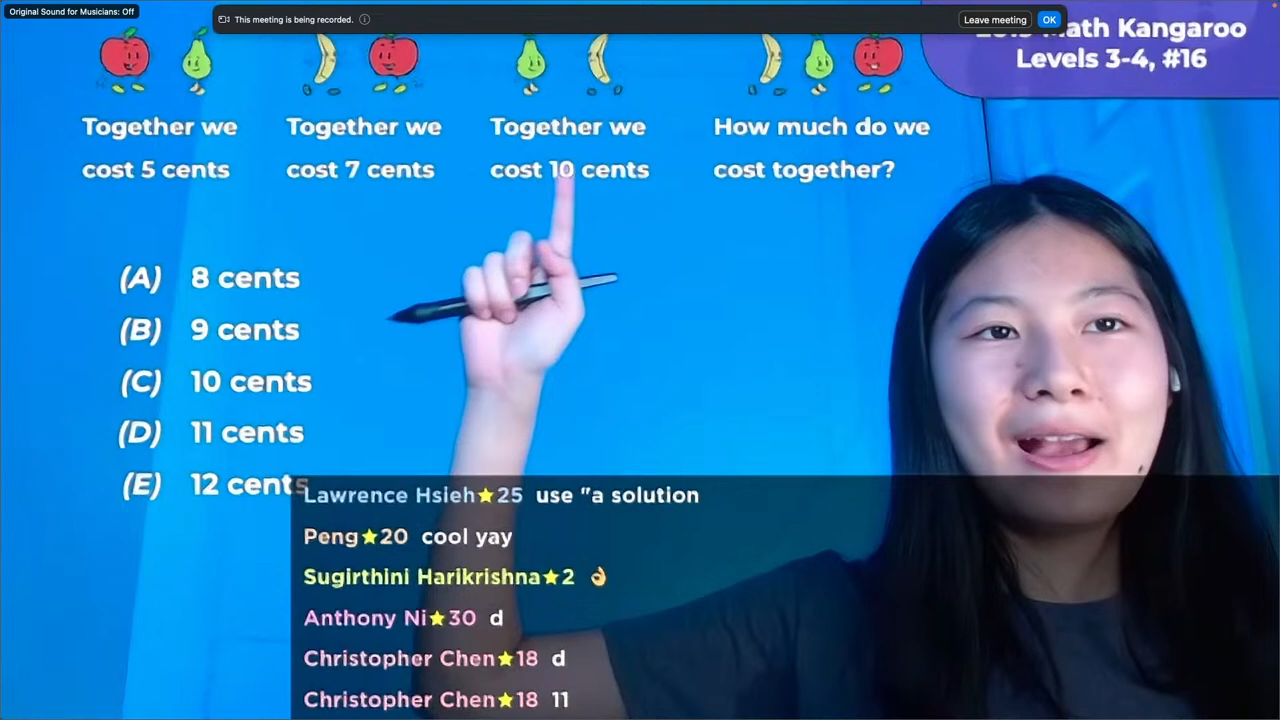 Original Sound for Musicians: Off
This meeting is being recorded.
Leave meeting
OK
Math Kangaroo
Levels 3-4, #16
Together we
cost 5 cents
Together we
cost 7 cents
Together we
cost 10 cents
How much do we
cost together?
(A) 8 cents
(B) 9 cents
(C) 10 cents
(D) 11 cents
(E) 12 cents
Lawrence Hsieh⭐25 use "a solution
Peng⭐20 cool yay
Sugirthini Harikrishna⭐2 👌
Anthony Ni⭐30 d
Christopher Chen⭐18 d
Christopher Chen⭐18 11